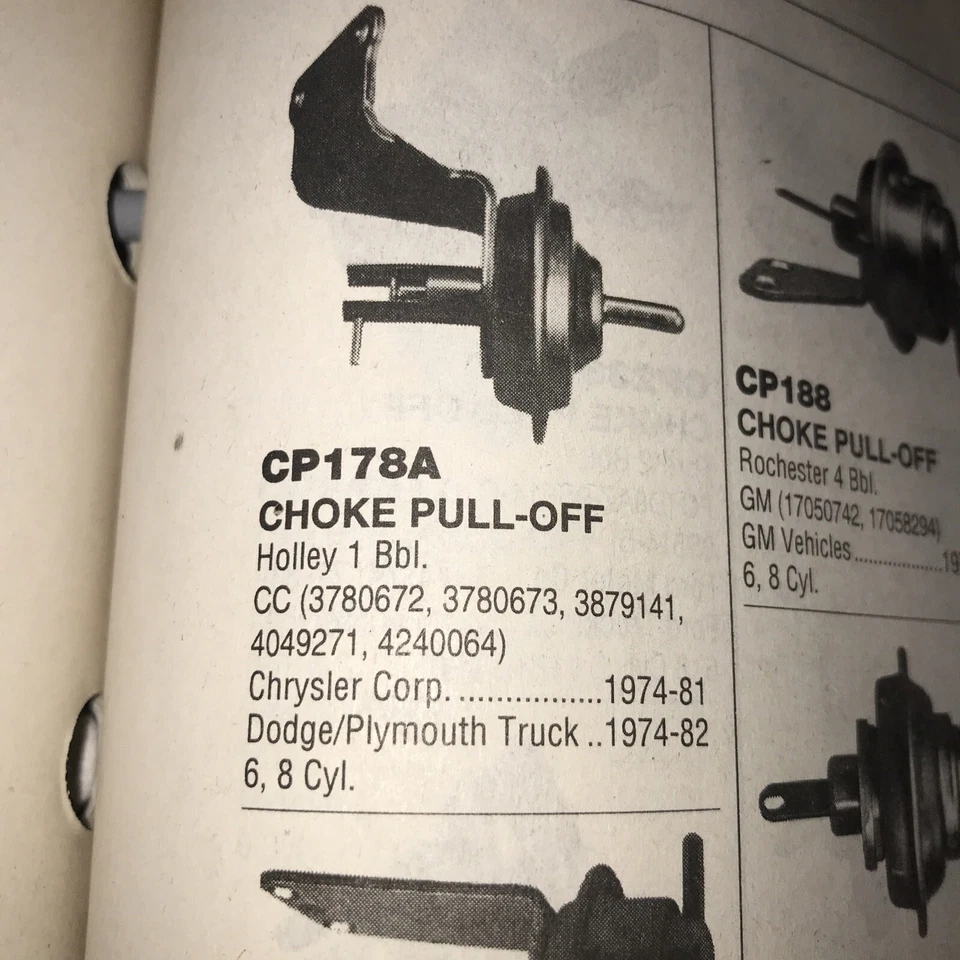 CP178A
CHOKE PULL-OFF
Holley 1 Bbl.
CC (3780672, 3780673, 3879141,
4049271, 4240064)
Chrysler Corp. ................1974-81
Dodge/Plymouth Truck ..1974-82
6, 8 Cyl.
CP188
CHOKE PULL-OFF
Rochester 4 Bbl.
GM (17050742, 17058294)
GM Vehicles..................19
6, 8 Cyl.